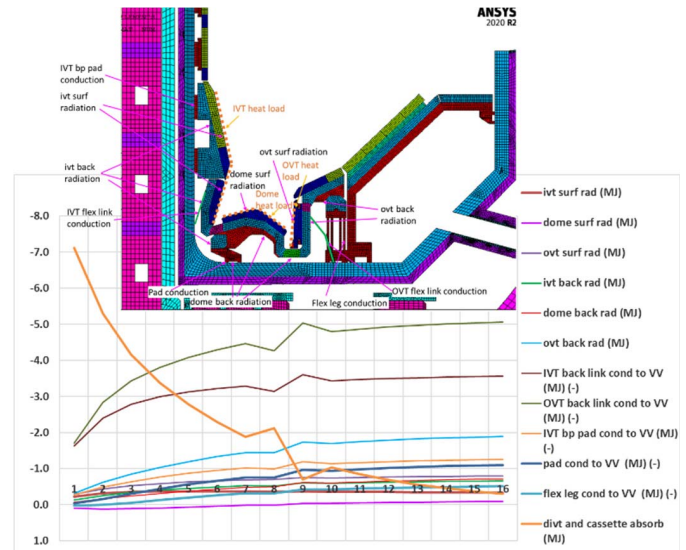 ANSYS
2020 R2
IVT bp pad
conduction
ivt surf
radiation
IVT heat load
ovt surf radiation
ivt back
radiation
dome surf
radiation
OVT heat
load
Dome
heat load
IVT flex link
conduction
ovt back
radiation
Pad conduction
dome back radiation
Flex leg conduction
OVT flex link conduction
-8.0
-7.0
-6.0
-5.0
-4.0
-3.0
-2.0
-1.0
0.0
1.0
1 2 3 4 5 6 7 8 9 10 11 12 13 14 15 16
ivt surf rad (MJ)
dome surf rad (MJ)
ovt surf rad (MJ)
ivt back rad (MJ)
dome back rad (MJ)
ovt back rad (MJ)
IVT back link cond to VV
(MJ) (-)
OVT back link cond to VV
(MJ) (-)
IVT bp pad cond to VV (MJ)
(-)
pad cond to VV (MJ) (-)
flex leg cond to VV (MJ) (-)
divt and cassette absorb
(MJ)